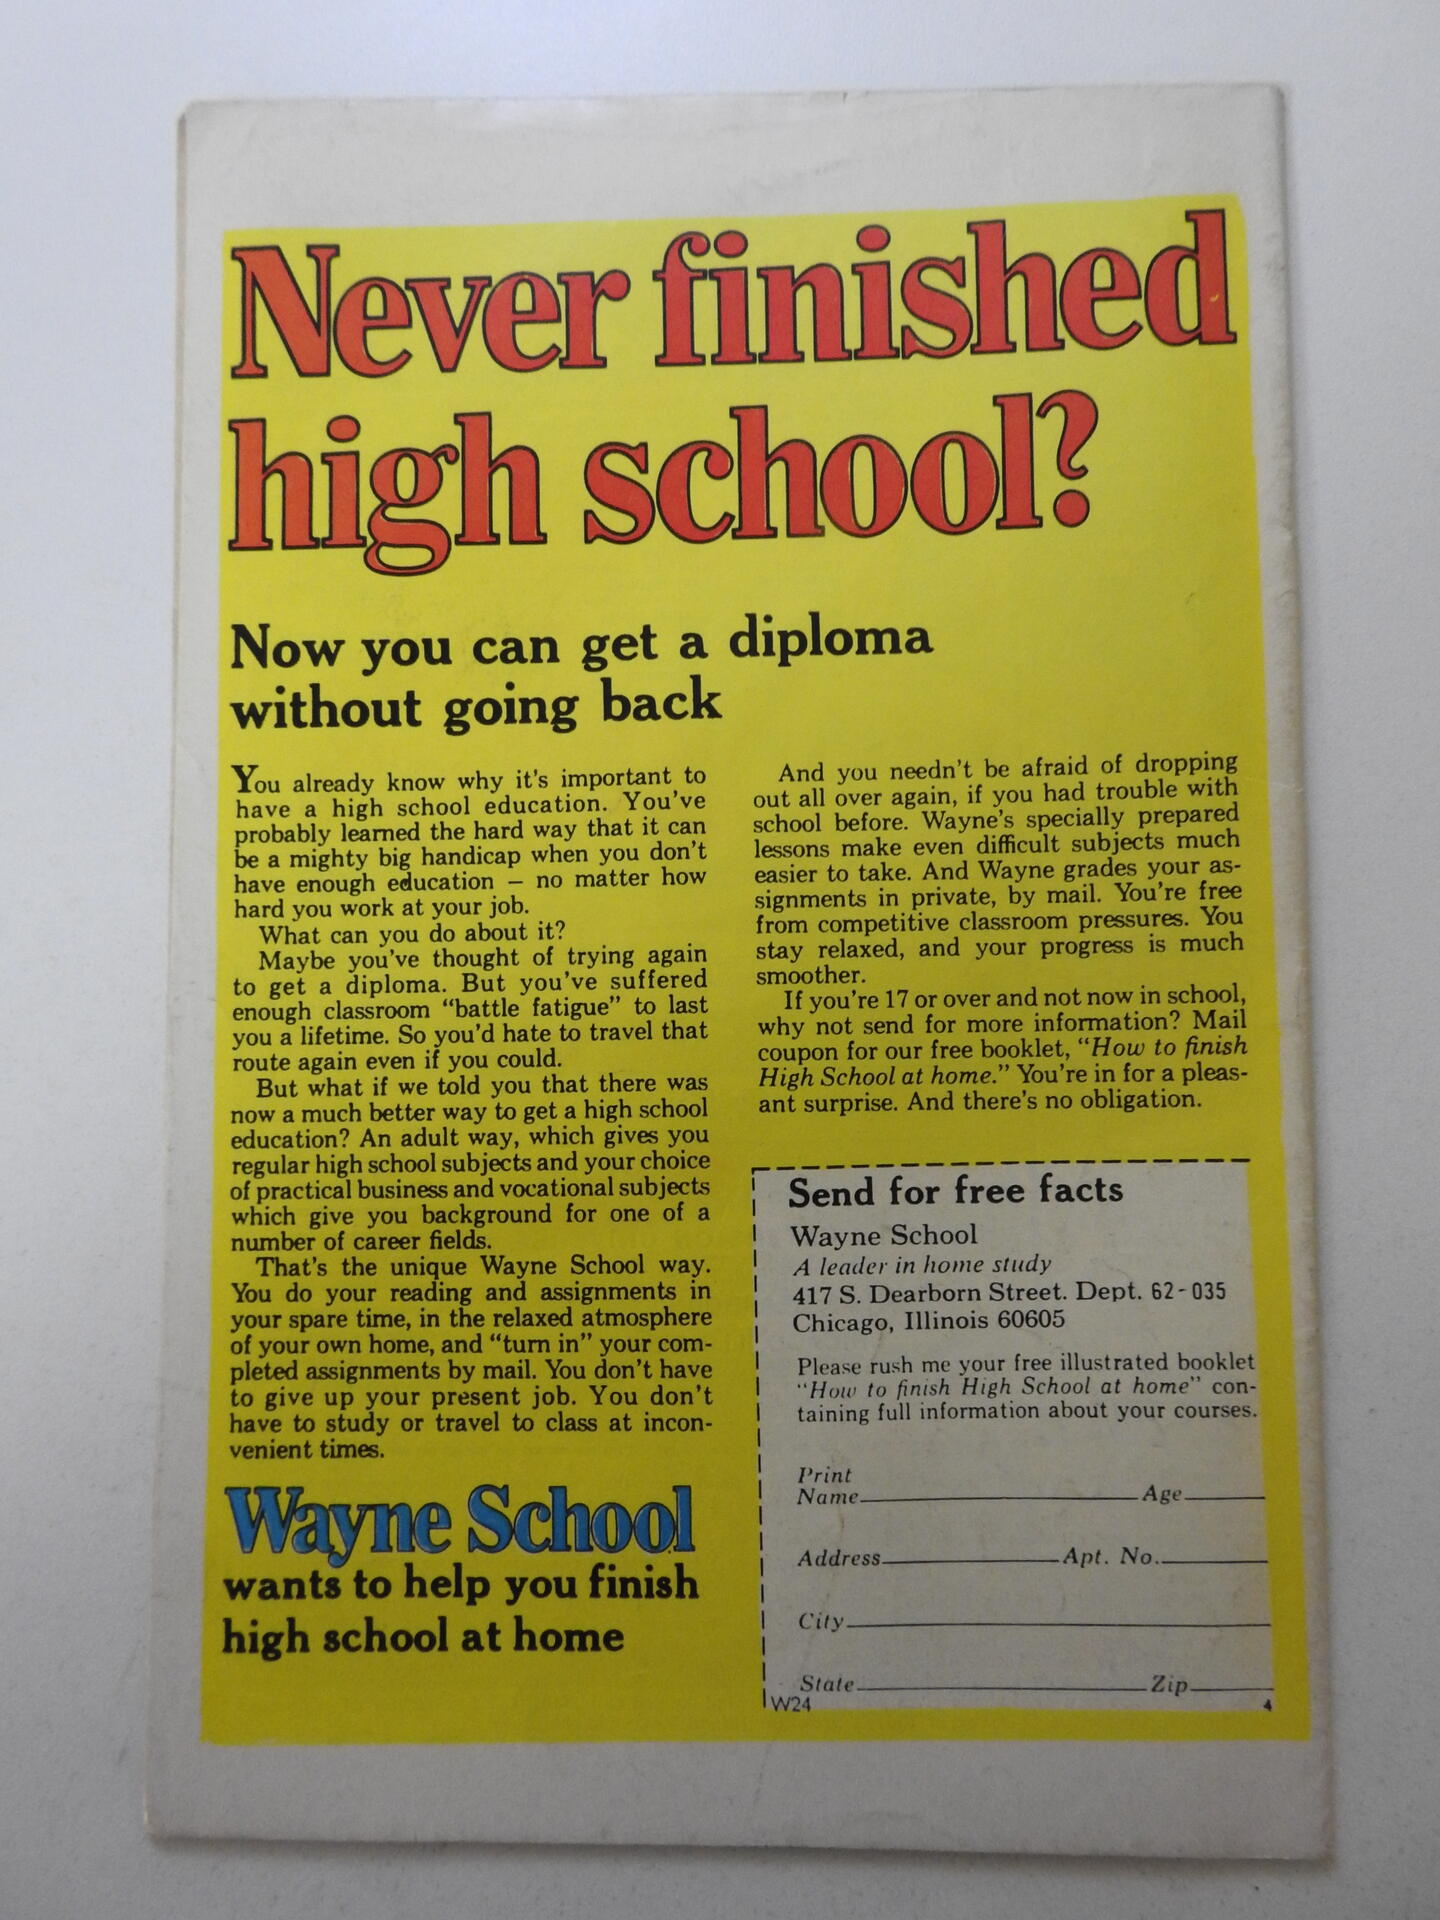 Never finished
high school?
Now you can get a diploma
without going back
You already know why it's important to
have a high school education. You've
probably learned the hard way that it can
be a mighty big handicap when you don't
have enough education – no matter how
hard you work at your job.
What can you do about it?
Maybe you've thought of trying again
to get a diploma. But you've suffered
enough classroom “battle fatigue” to last
you a lifetime. So you'd hate to travel that
route again even if you could.
But what if we told you that there was
now a much better way to get a high school
education? An adult way, which gives you
regular high school subjects and your choice
of practical business and vocational subjects
which give you background for one of a
number of career fields.
That's the unique Wayne School way.
You do your reading and assignments in
your spare time, in the relaxed atmosphere
of your own home, and “turn in” your com-
pleted assignments by mail. You don't have
to give up your present job. You don't
have to study or travel to class at incon-
venient times.
Wayne School
wants to help you finish
high school at home
And you needn't be afraid of dropping
out all over again, if you had trouble with
school before. Wayne's specially prepared
lessons make even difficult subjects much
easier to take. And Wayne grades your as-
signments in private, by mail. You're free
from competitive classroom pressures. You
stay relaxed, and your progress is much
smoother.
If you're 17 or over and not now in school,
why not send for more information? Mail
coupon for our free booklet, “How to finish
High School at home.” You're in for a pleas-
ant surprise. And there's no obligation.
Send for free facts
Wayne School
A leader in home study
417 S. Dearborn Street. Dept. 62-035
Chicago, Illinois 60605
Please rush me your free illustrated booklet
“How to finish High School at home” con-
taining full information about your courses.
Print
Name Age
Address Apt. No.
City
State Zip
W24 4